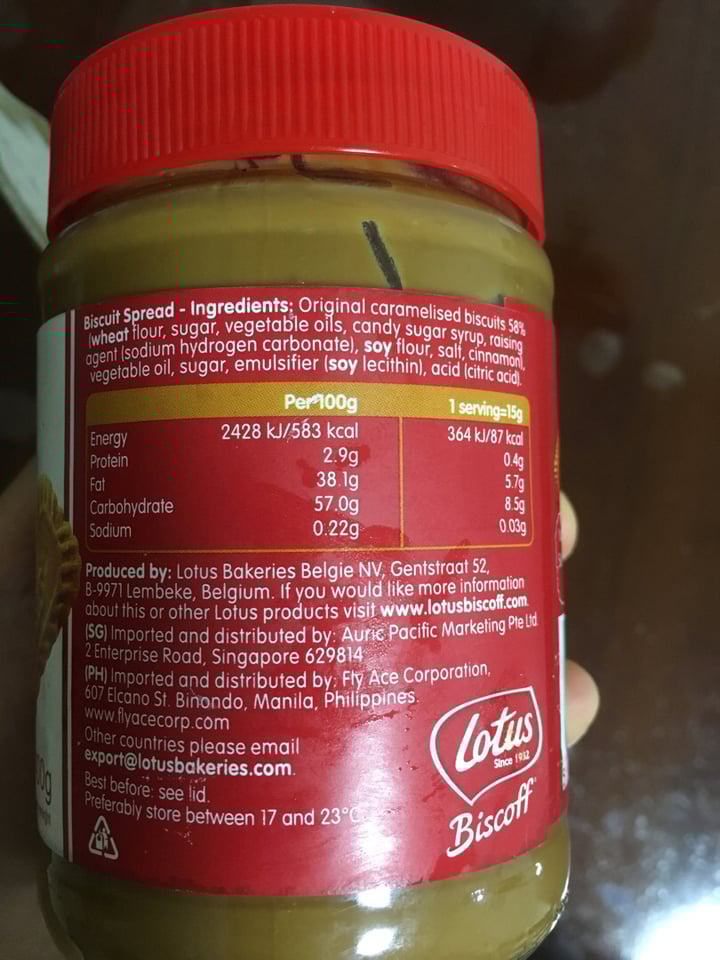 Biscuit Spread - Ingredients: Original caramelised biscuits 58%
(wheat flour, sugar, vegetable oils, candy sugar syrup, raising
agent (sodium hydrogen carbonate), soy flour, salt, cinnamon),
vegetable oil, sugar, emulsifier (soy lecithin), acid (citric acid).
Per 100g 1 serving=15g
Energy 2428 kJ/583 kcal 364 kJ/87 kcal
Protein 2.9g 0.4g
Fat 38.1g 5.7g
Carbohydrate 57.0g 8.5g
Sodium 0.22g 0.03g
Produced by: Lotus Bakeries Belgie NV, Gentstraat 52,
B-9971 Lembeke, Belgium. If you would like more information
about this or other Lotus products visit www.lotusbiscoff.com.
(SG) Imported and distributed by: Auric Pacific Marketing Pte Ltd.
2 Enterprise Road, Singapore 629814
(PH) Imported and distributed by: Fly Ace Corporation,
607 Elcano St. Binondo, Manila, Philippines.
www.flyacecorp.com
Other countries please email
export@lotusbakeries.com.
Best before: see lid.
Preferably store between 17 and 23°C.
Lotus
Since 1932
Biscoff